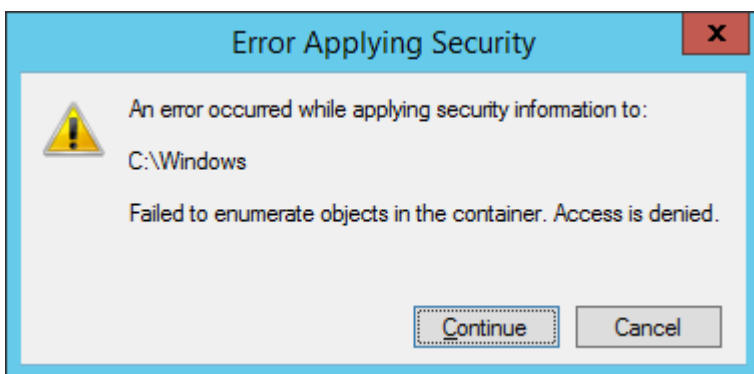 Error Applying Security
x
An error occurred while applying security information to:
C:\Windows
Failed to enumerate objects in the container. Access is denied.
Continue
Cancel